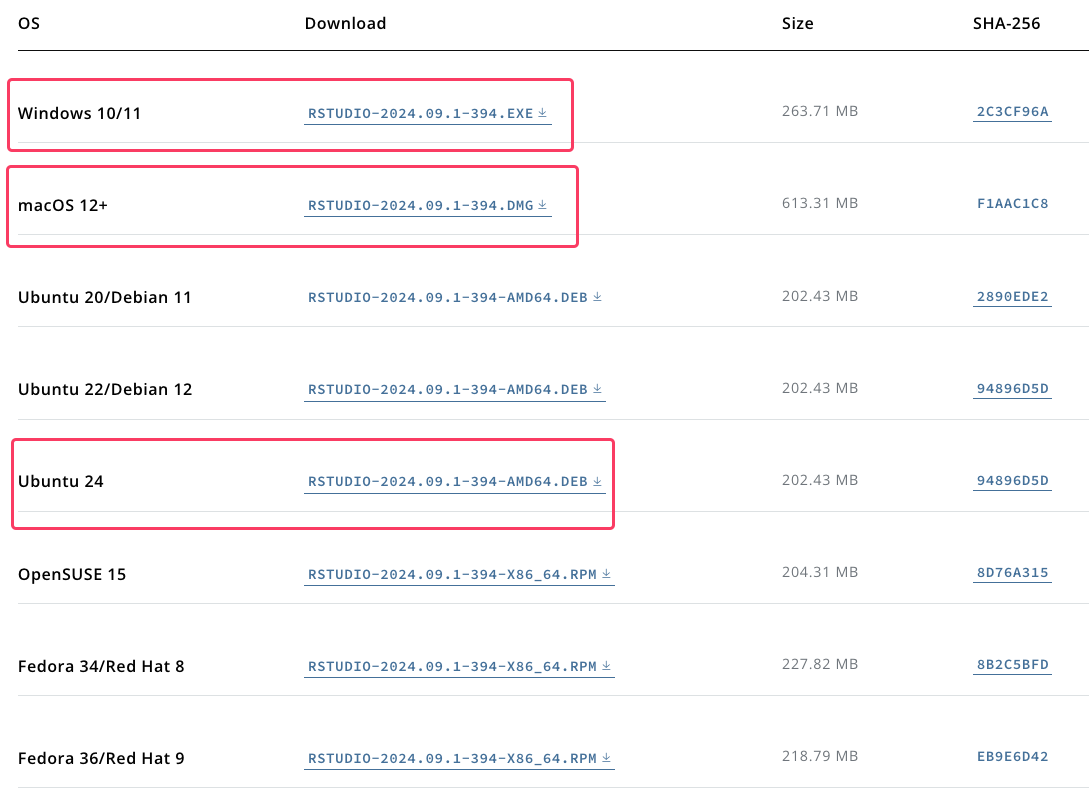 OS Download Size SHA-256
Windows 10/11 RSTUDIO-2024.09.1-394.EXE 263.71 MB 2C3CF96A
macOS 12+ RSTUDIO-2024.09.1-394.DMG 613.31 MB F1AAC1C8
Ubuntu 20/Debian 11 RSTUDIO-2024.09.1-394-AMD64.DEB 202.43 MB 2890EDE2
Ubuntu 22/Debian 12 RSTUDIO-2024.09.1-394-AMD64.DEB 202.43 MB 94896D5D
Ubuntu 24 RSTUDIO-2024.09.1-394-AMD64.DEB 202.43 MB 94896D5D
OpenSUSE 15 RSTUDIO-2024.09.1-394-X86_64.RPM 204.31 MB 8D76A315
Fedora 34/Red Hat 8 RSTUDIO-2024.09.1-394-X86_64.RPM 227.82 MB 8B2C5BFD
Fedora 36/Red Hat 9 RSTUDIO-2024.09.1-394-X86_64.RPM 218.79 MB EB9E6D42